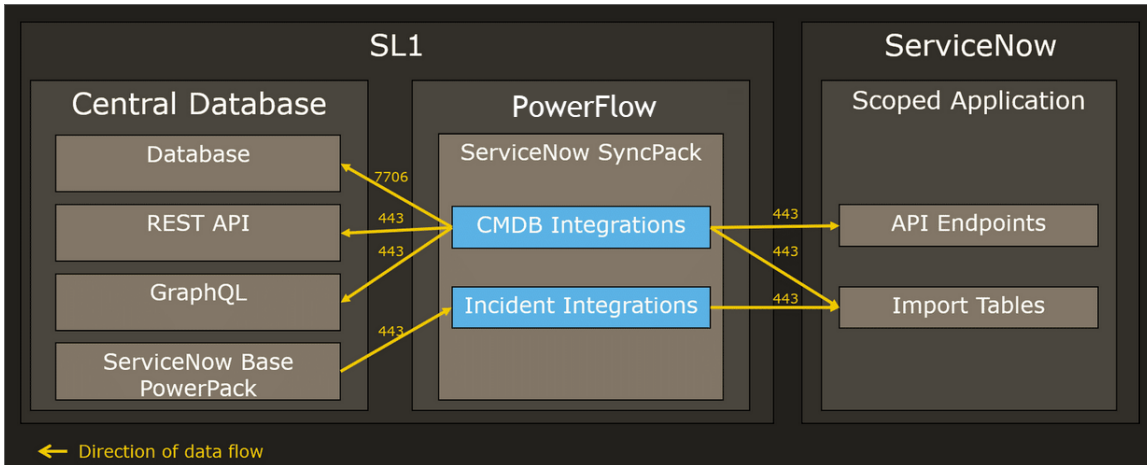 SL1
ServiceNow
Central Database
PowerFlow
Scoped Application
Database
ServiceNow SyncPack
7706
REST API
443
CMDB Integrations
443
API Endpoints
443
443
GraphQL
Incident Integrations
443
Import Tables
443
ServiceNow Base
PowerPack
Direction of data flow